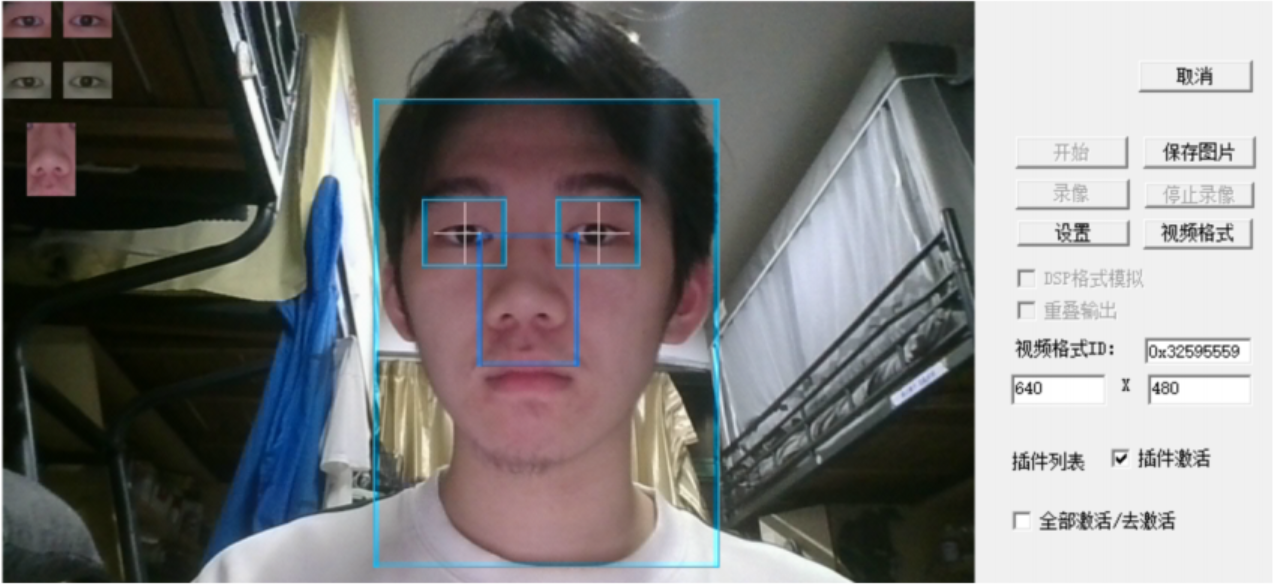 取消
开始 保存图片
录像 停止录像
设置 视频格式
DSP格式模拟
重叠输出
视频格式ID: 0x32595559
640 X 480
插件列表 插件激活
全部激活/去激活